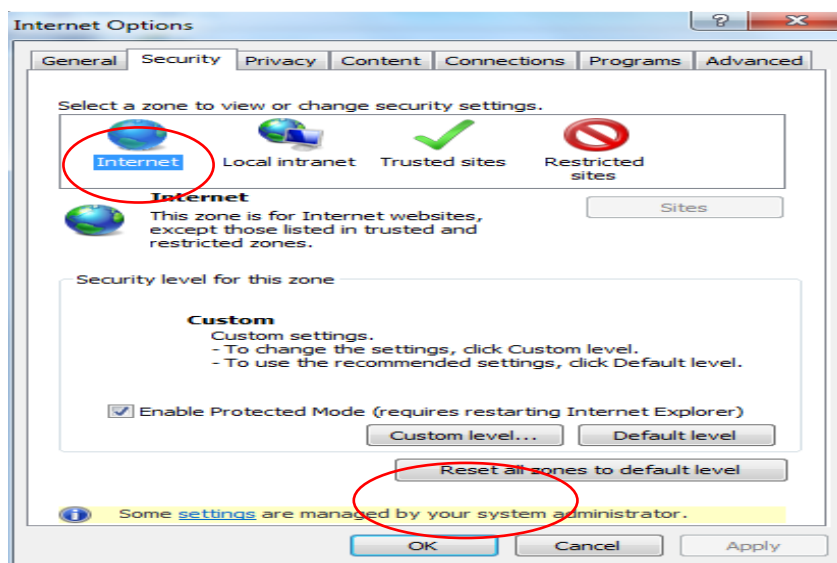 Internet Options
General Security Privacy Content Connections Programs Advanced
Select a zone to view or change security settings.
Internet Local intranet Trusted sites Restricted
sites
Internet
Sites
This zone is for Internet websites,
except those listed in trusted and
restricted zones.
Security level for this zone
Custom
Custom settings.
- To change the settings, click Custom level.
- To use the recommended settings, click Default level.
Enable Protected Mode (requires restarting Internet Explorer)
Custom level... Default level
Reset all zones to default level
Some settings are managed by your system administrator.
OK Cancel Apply